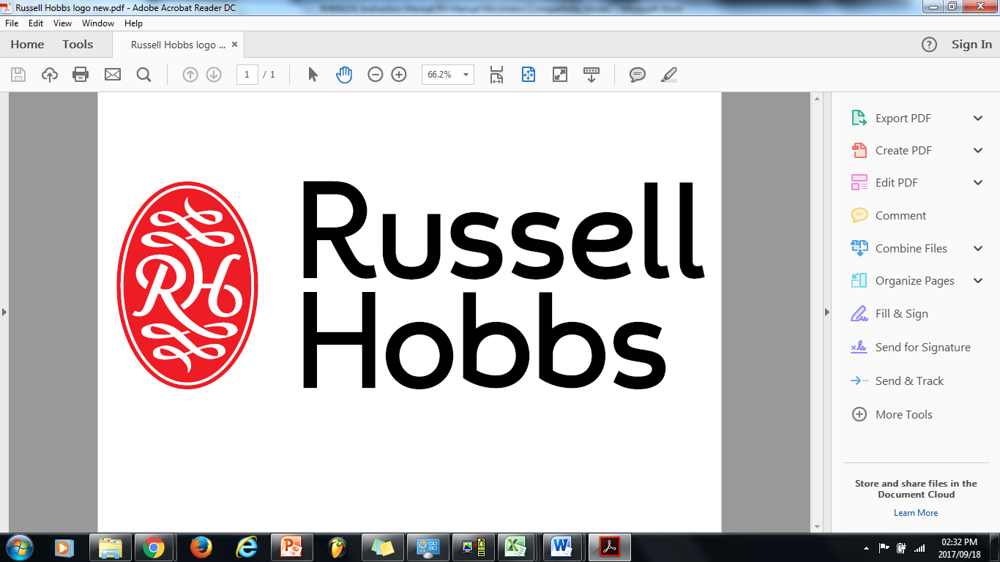 Russell Hobbs logo new.pdf - Adobe Acrobat Reader DC
File Edit View Window Help
Home Tools Russell Hobbs logo ... × Sign In
1 / 1 66.2%
Export PDF
Create PDF
Edit PDF
Comment
Combine Files
Organize Pages
Fill & Sign
Send for Signature
Send & Track
More Tools
Store and share files in the
Document Cloud
Learn More
RH
Russell
Hobbs
02:32 PM
2017/09/18